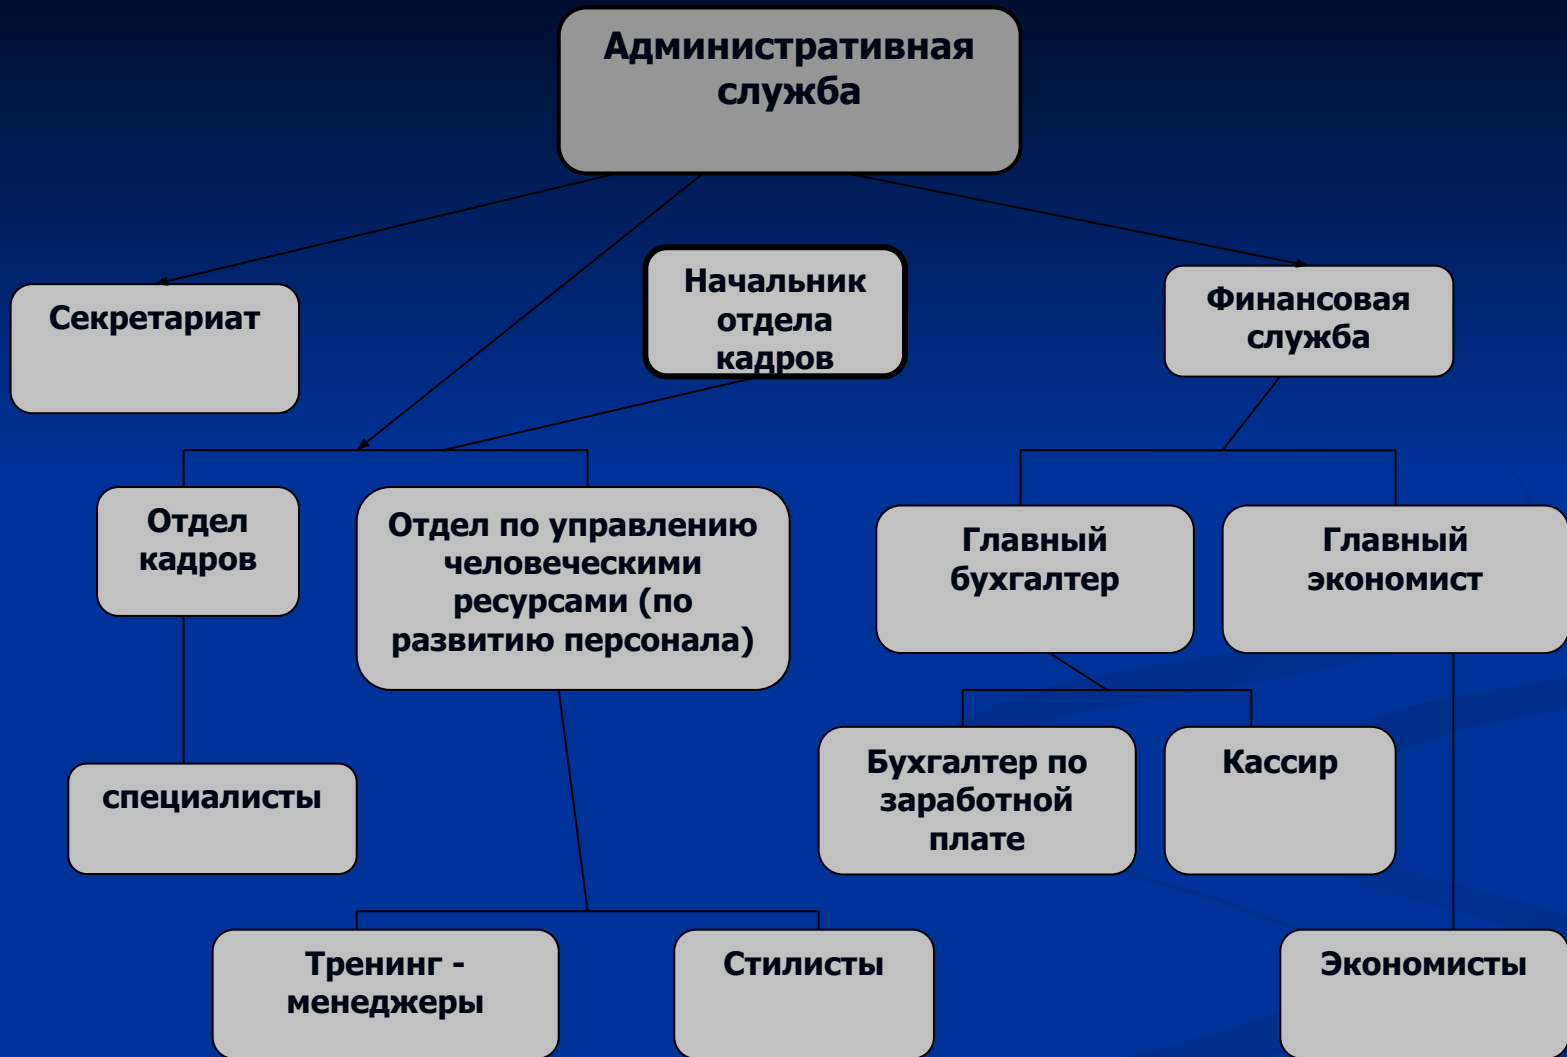 Административная
служба
Секретариат
Начальник
отдела
кадров
Финансовая
служба
Отдел
кадров
Отдел по управлению
человеческими
ресурсами (по
развитию персонала)
Главный
бухгалтер
Главный
экономист
специалисты
Бухгалтер по
заработной
плате
Кассир
Тренинг -
менеджеры
Стилисты
Экономисты